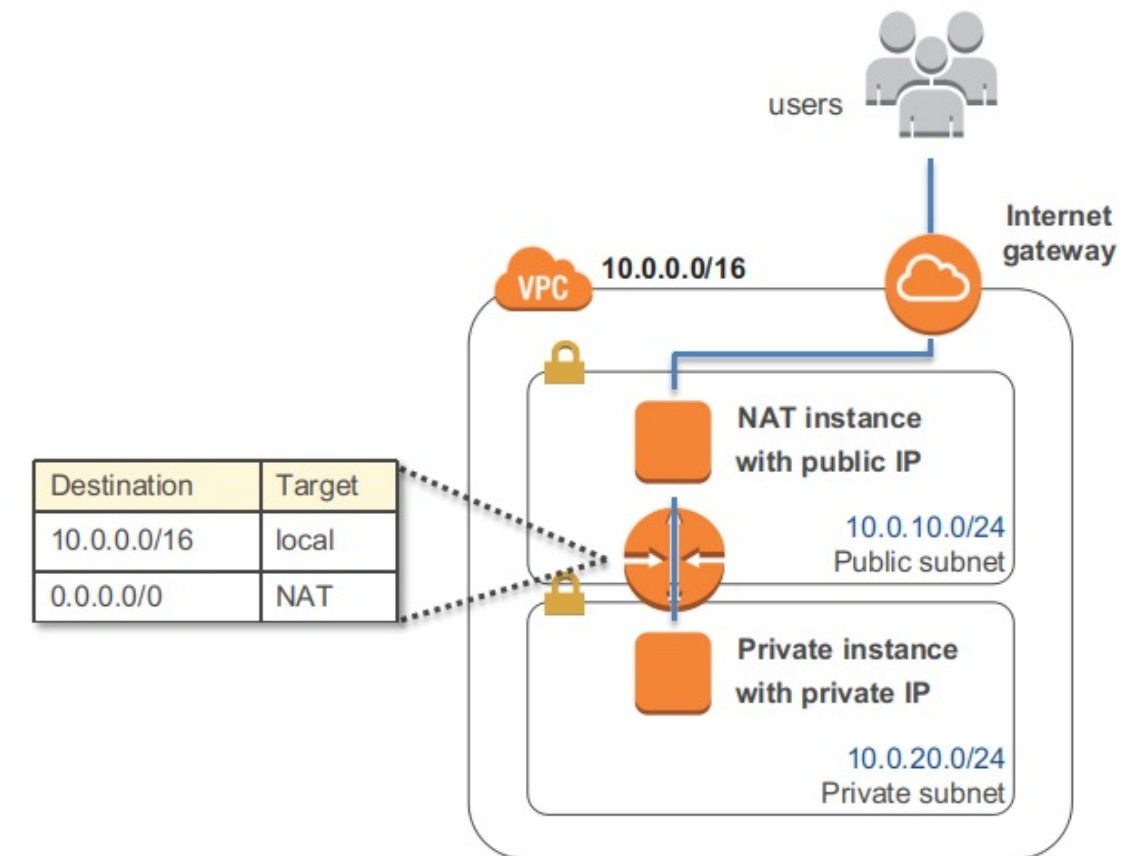 users
Internet
gateway
VPC
10.0.0.0/16
NAT instance
with public IP
10.0.10.0/24
Public subnet
Destination Target
10.0.0.0/16 local
0.0.0.0/0 NAT
Private instance
with private IP
10.0.20.0/24
Private subnet